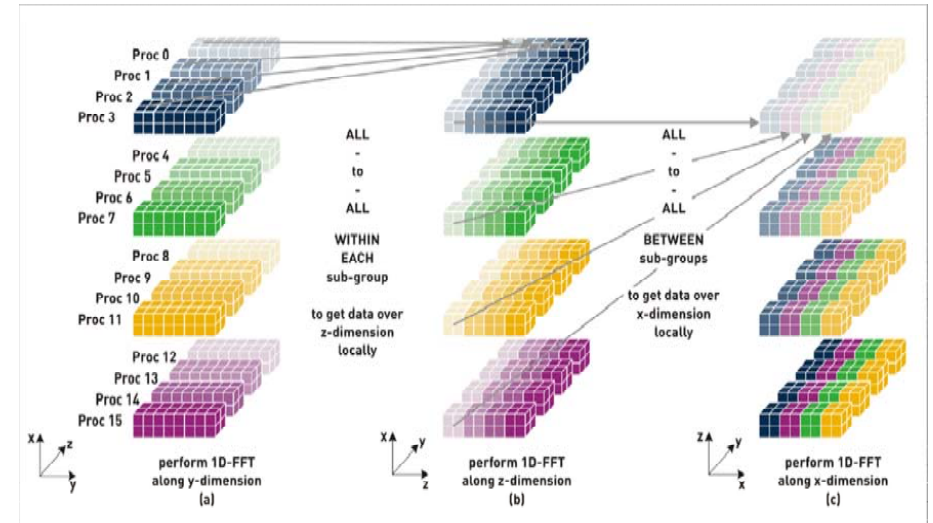 Proc 0
Proc 1
Proc 2
Proc 3
Proc 4
Proc 5
Proc 6
Proc 7
Proc 8
Proc 9
Proc 10
Proc 11
Proc 12
Proc 13
Proc 14
Proc 15
x
z
y
perform 1D-FFT
along y-dimension
(a)
ALL
-
to
-
ALL
WITHIN
EACH
sub-group
to get data over
z-dimension
locally
x
y
z
perform 1D-FFT
along z-dimension
(b)
ALL
-
to
-
ALL
BETWEEN
sub-groups
to get data over
x-dimension
locally
z
y
x
perform 1D-FFT
along x-dimension
(c)